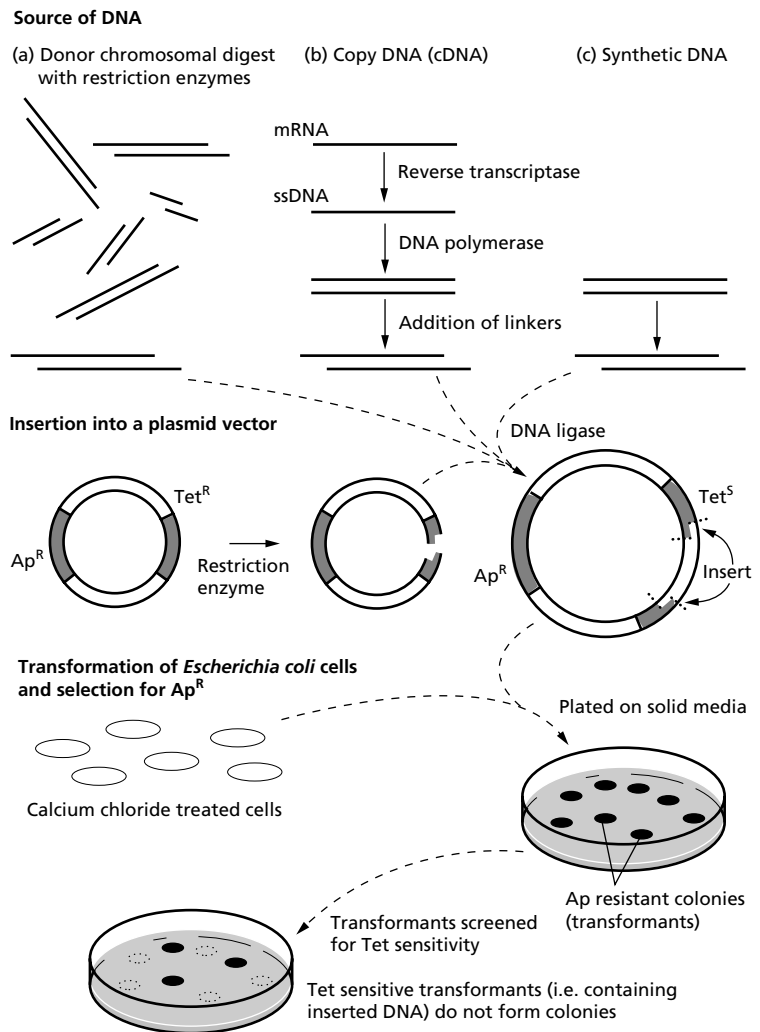 Source of DNA
(a) Donor chromosomal digest
with restriction enzymes
(b) Copy DNA (cDNA)
(c) Synthetic DNA
mRNA
Reverse transcriptase
ssDNA
DNA polymerase
Addition of linkers
Insertion into a plasmid vector
DNA ligase
Tet^R
Ap^R
Restriction
enzyme
Tet^S
Ap^R
Insert
Transformation of Escherichia coli cells
and selection for Ap^R
Plated on solid media
Calcium chloride treated cells
Ap resistant colonies
(transformants)
Transformants screened
for Tet sensitivity
Tet sensitive transformants (i.e. containing
inserted DNA) do not form colonies